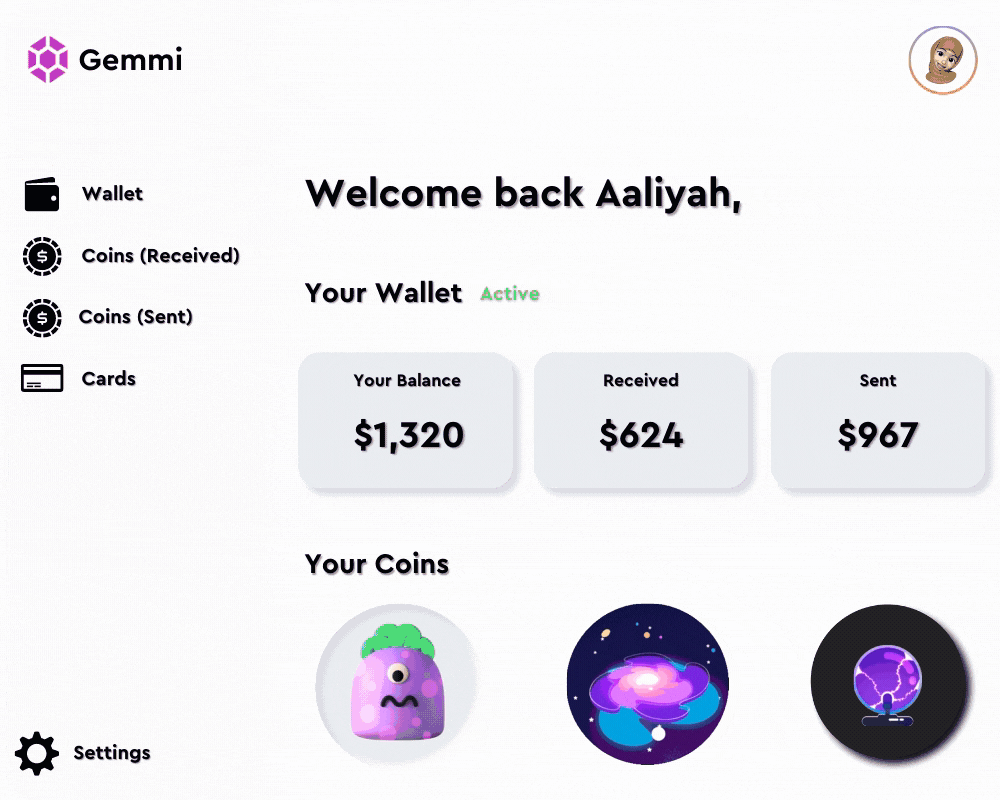 Gemmi
Wallet
Coins (Received)
Coins (Sent)
Cards
Settings
Welcome back Aaliyah,
Your Wallet Active
Your Balance
$1,320
Received
$624
Sent
$967
Your Coins